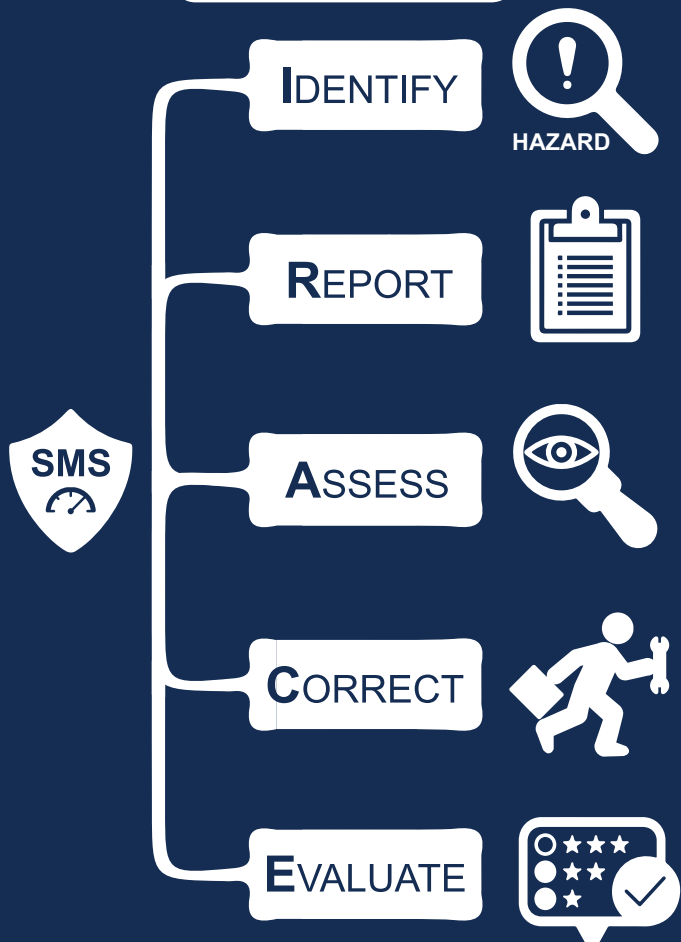 IDENTIFY
HAZARD
REPORT
SMS
ASSESS
CORRECT
EVALUATE